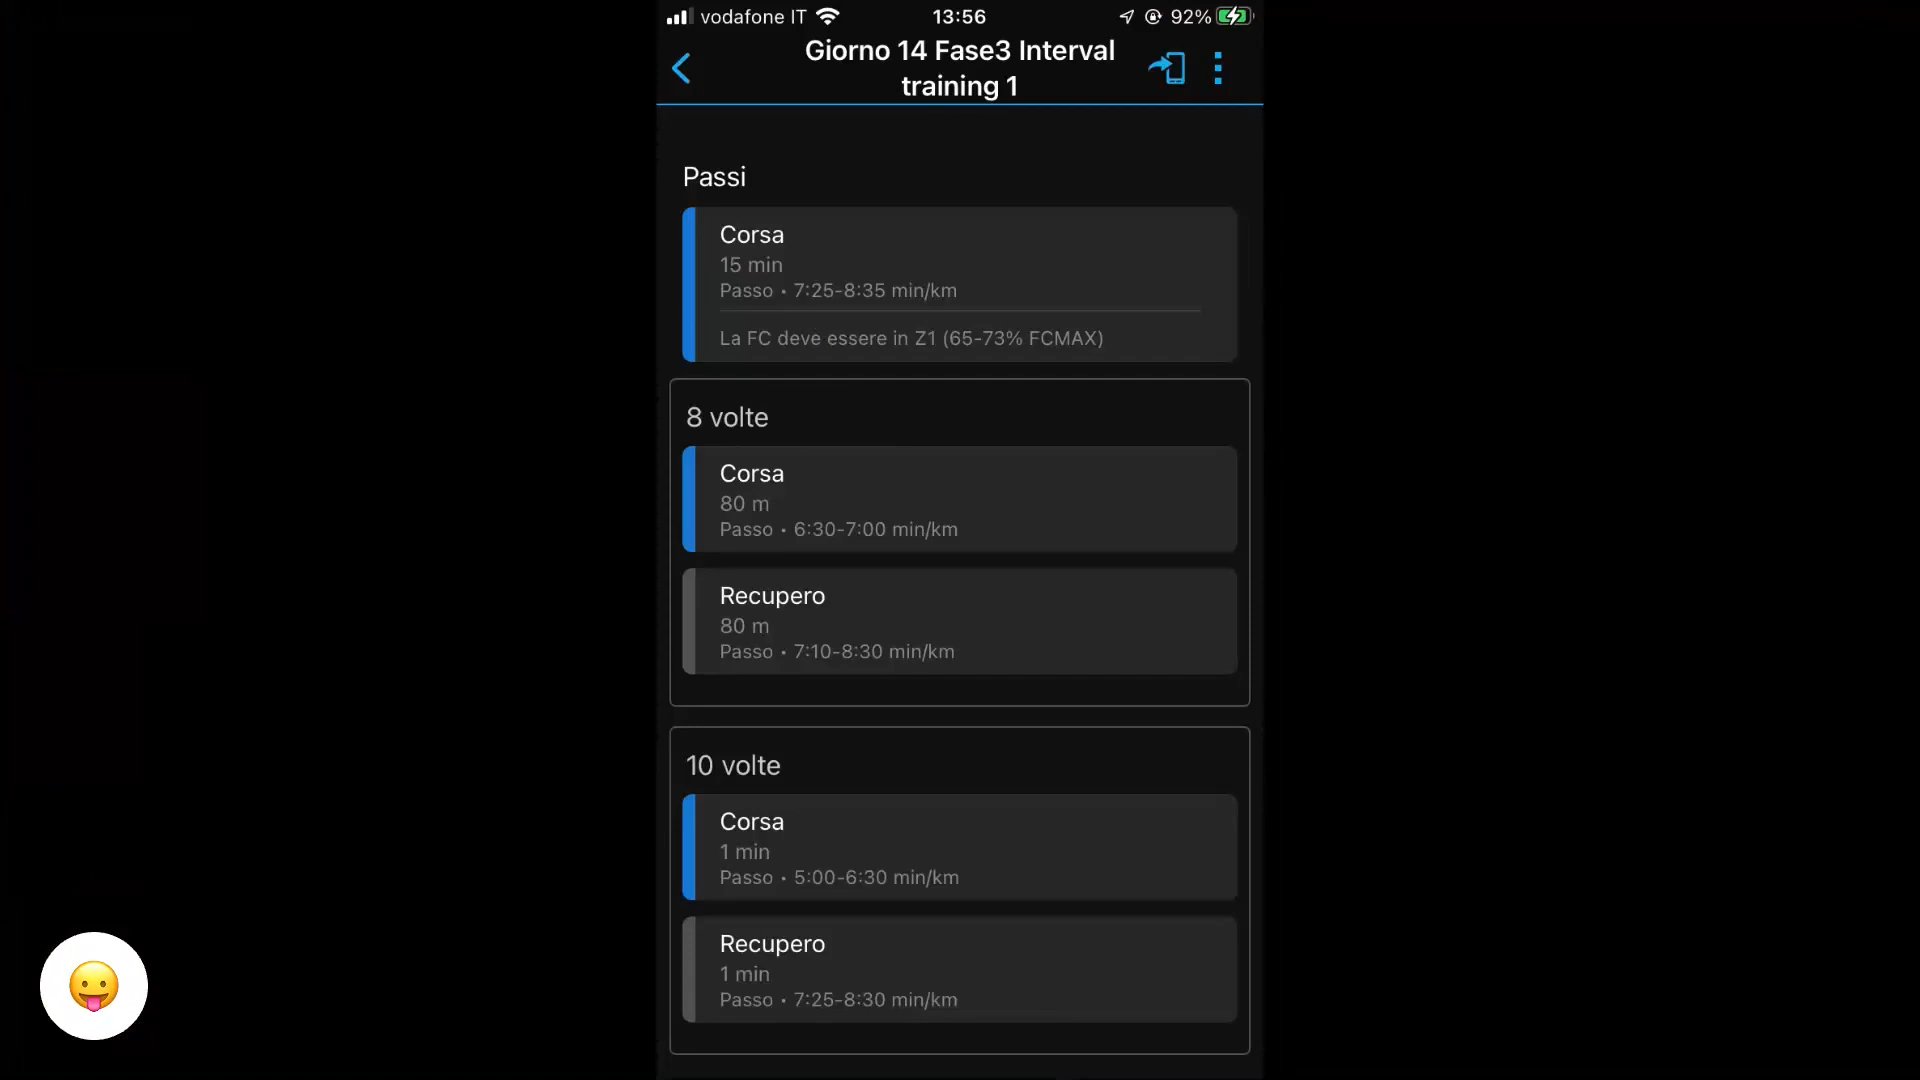 vodafone IT 13:56 92%
Giorno 14 Fase3 Interval
training 1
Passi
Corsa
15 min
Passo • 7:25-8:35 min/km
La FC deve essere in Z1 (65-73% FCMAX)
8 volte
Corsa
80 m
Passo • 6:30-7:00 min/km
Recupero
80 m
Passo • 7:10-8:30 min/km
10 volte
Corsa
1 min
Passo • 5:00-6:30 min/km
Recupero
1 min
Passo • 7:25-8:30 min/km